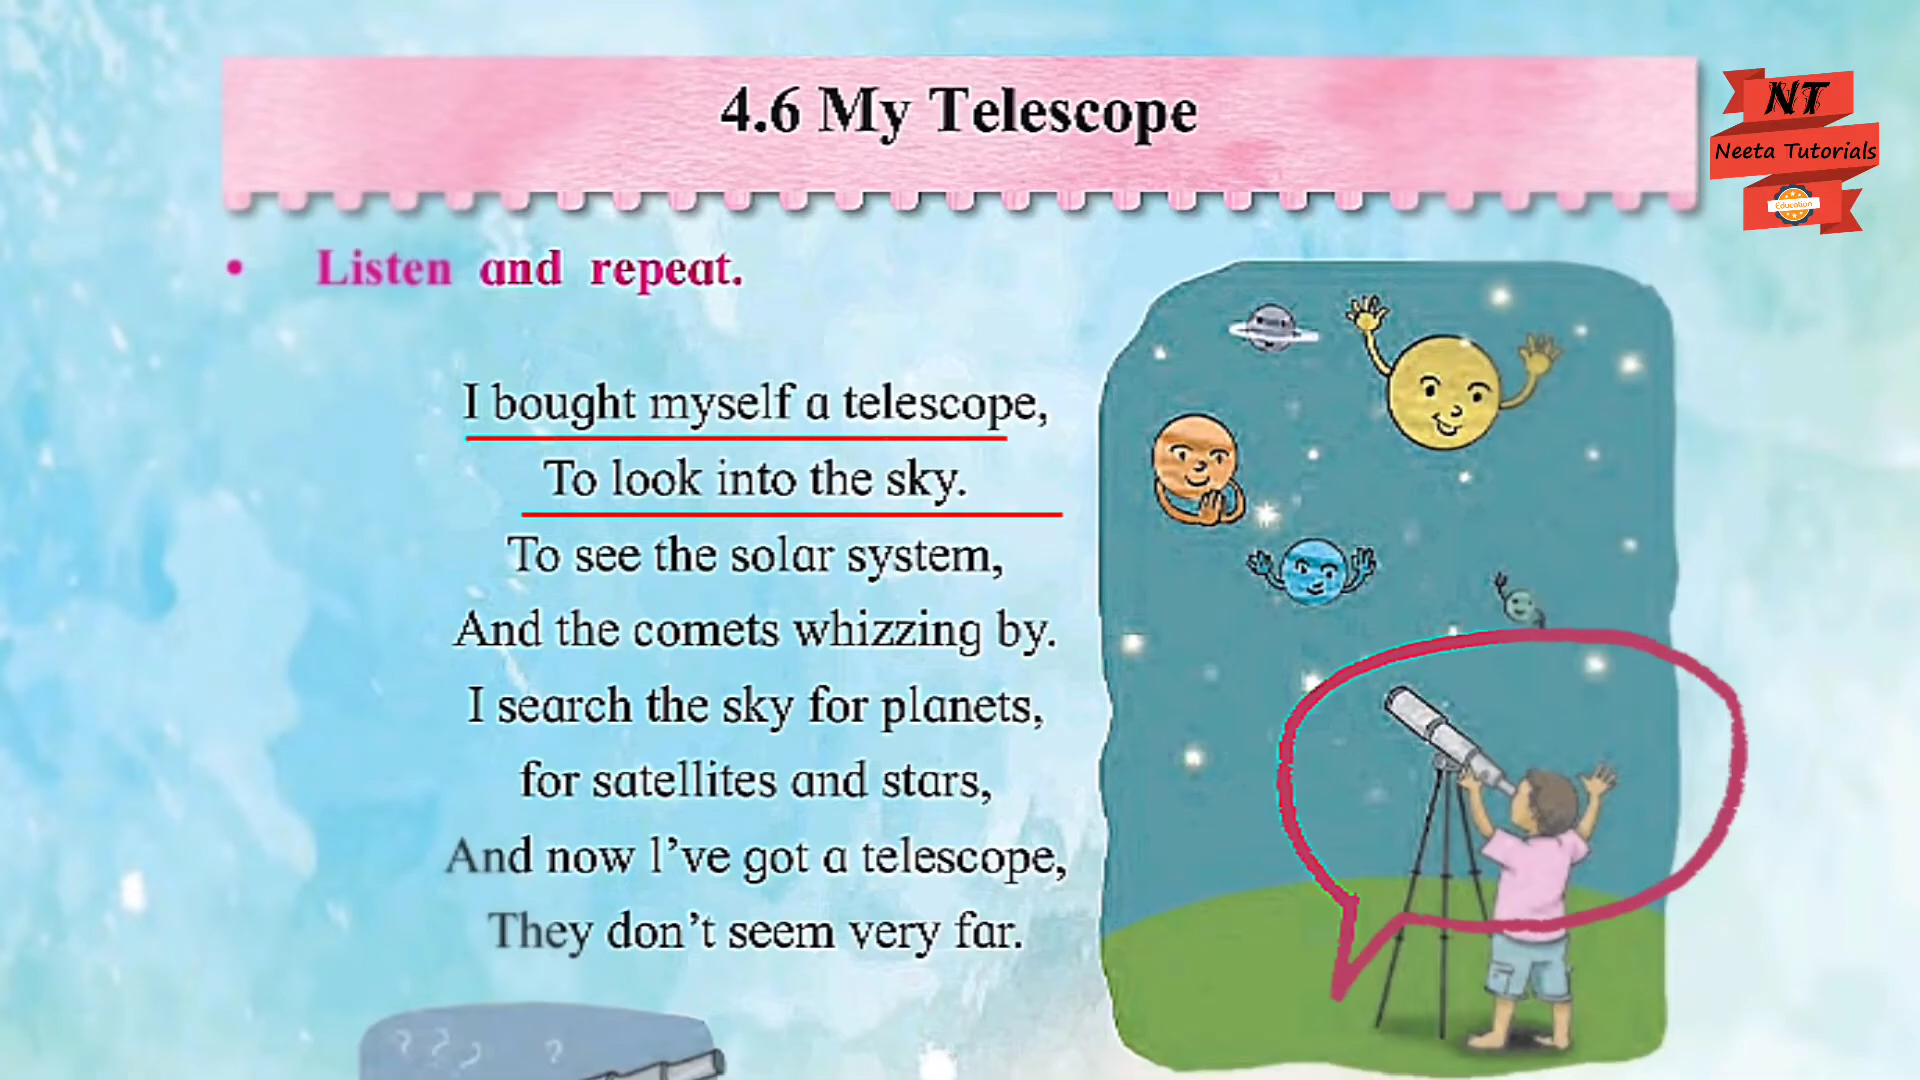 4.6 My Telescope
NT
Neeta Tutorials
Education
• Listen and repeat.
I bought myself a telescope,
To look into the sky.
To see the solar system,
And the comets whizzing by.
I search the sky for planets,
for satellites and stars,
And now l've got a telescope,
They don't seem very far.
? ? ? ?